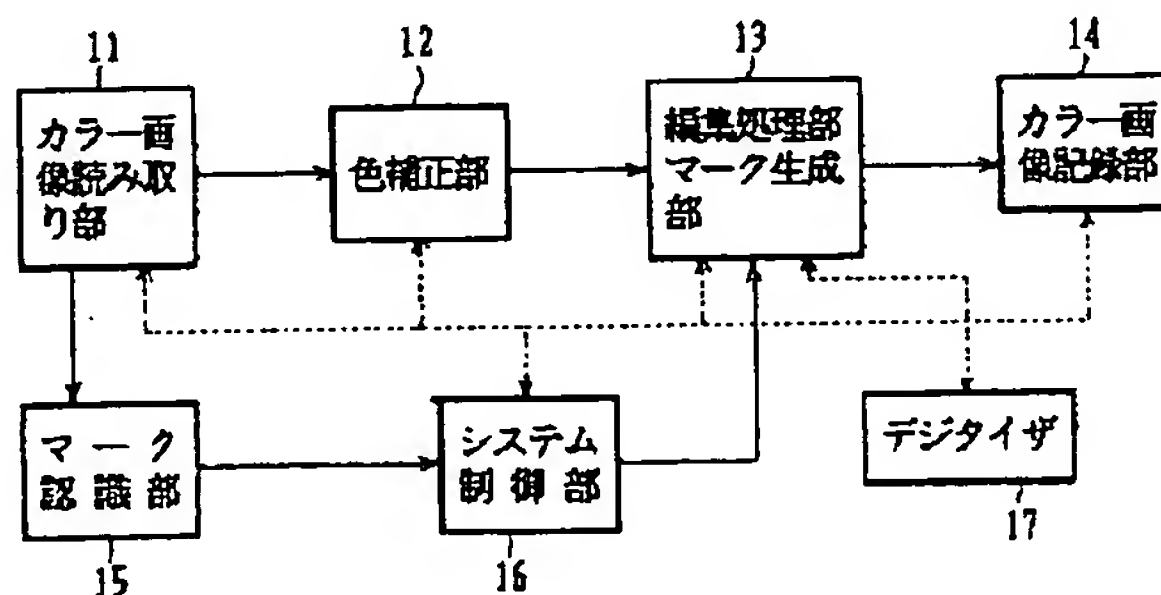 11
12
13
14
カラー画
像読み取
り部
色補正部
編集処理部
マーク生成
部
カラー画
像記録部
マーク
認識部
システム
制御部
デジタイザ
15
16
17